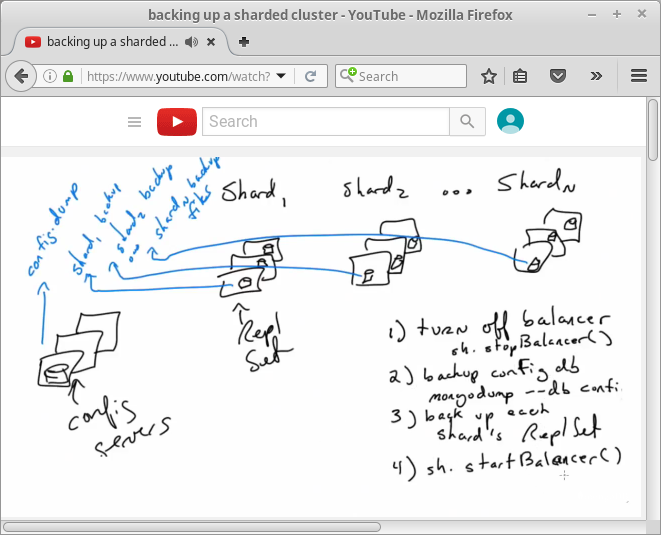 backing up a sharded cluster - YouTube - Mozilla Firefox
backing up a sharded ...
https://www.youtube.com/watch?
Search
Search
config.dump
shard1 backup
shard2 backup
...
shardN backup
files
Shard1 shard2 ... ShardN
Repl
Set
config
servers
1) turn off balancer
sh.stopBalancer()
2) backup config db
mongodump --db confi
3) back up each
shard's Repl Set
4) sh.startBalancer()